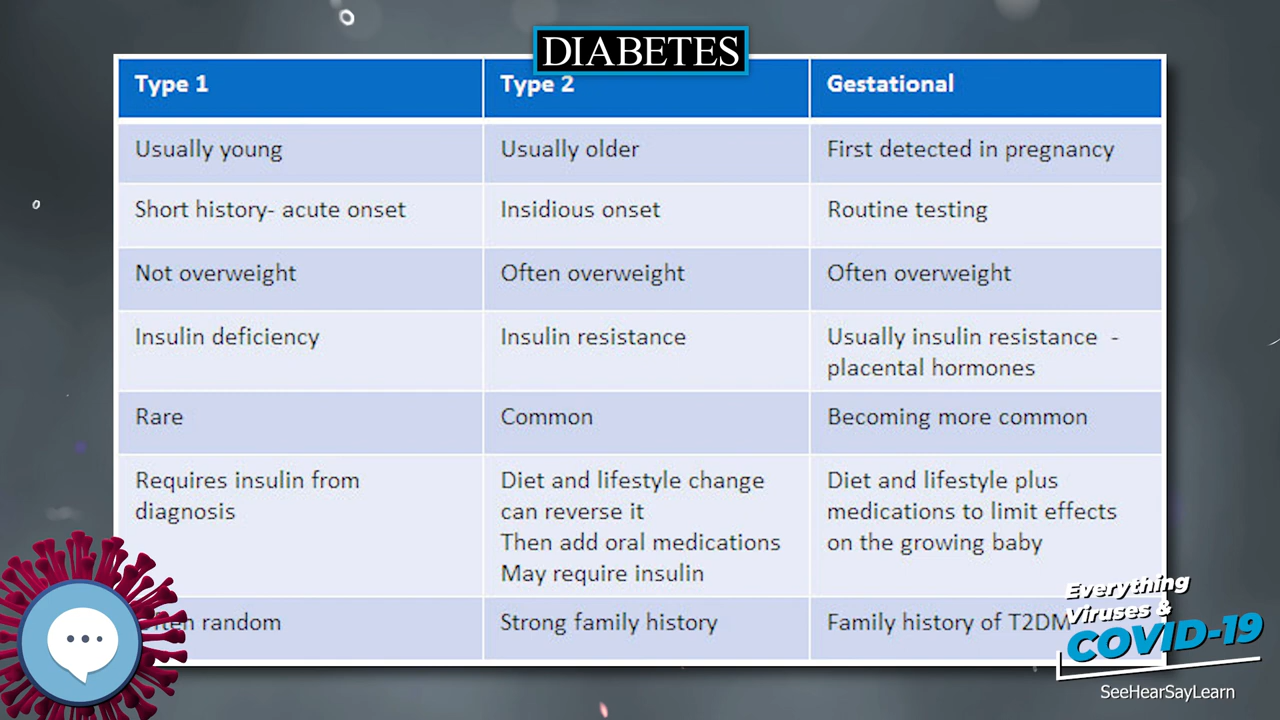 DIABETES
Type 1
Type 2
Gestational
Usually young
Usually older
First detected in pregnancy
Short history- acute onset
Insidious onset
Routine testing
Not overweight
Often overweight
Often overweight
Insulin deficiency
Insulin resistance
Usually insulin resistance -
placental hormones
Rare
Common
Becoming more common
Requires insulin from
diagnosis
Diet and lifestyle change
can reverse it
Then add oral medications
May require insulin
Diet and lifestyle plus
medications to limit effects
on the growing baby
random
Strong family history
Family history of T2DM
Everything
Viruses &
COVID-19
SeeHearSayLearn